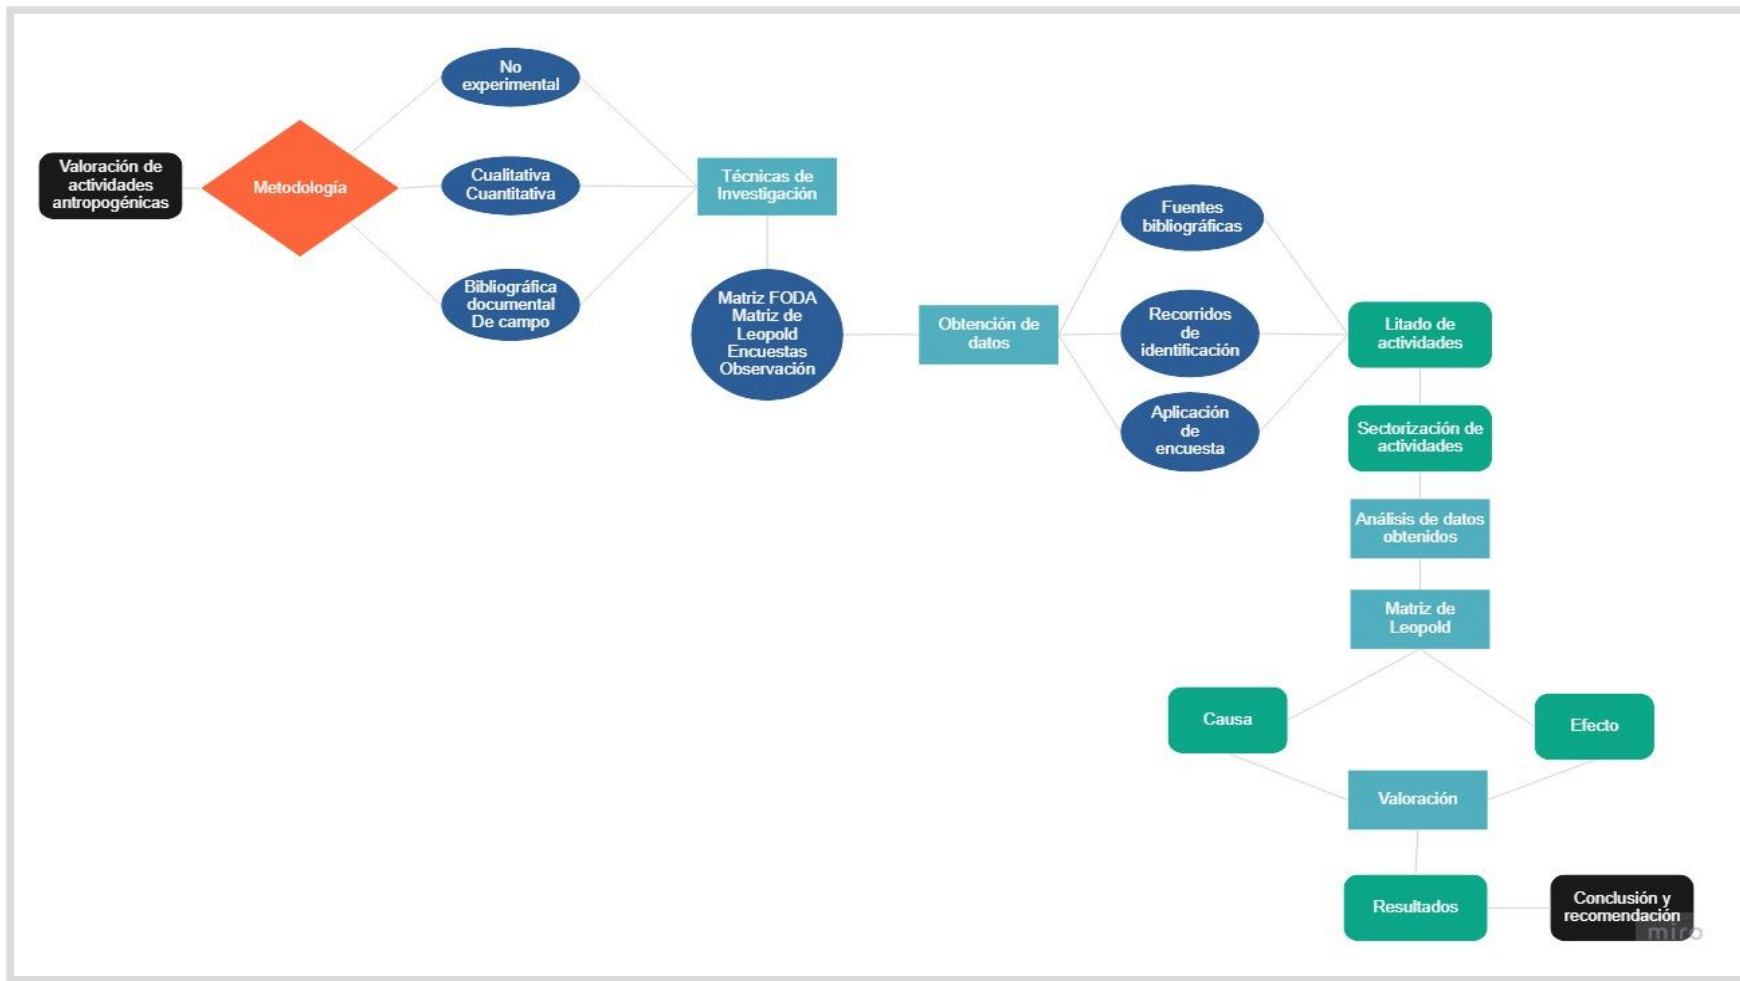 No
experimental
Valoración de
actividades
antropogénicas
Metodología
Cualitativa
Cuantitativa
Técnicas de
Investigación
Bibliográfica
documental
De campo
Matriz FODA
Matriz de
Leopold
Encuestas
Observación
Obtención de
datos
Fuentes
bibliográficas
Recorridos
de
identificación
Aplicación
de
encuesta
Litado de
actividades
Sectorización de
actividades
Análisis de datos
obtenidos
Matriz de
Leopold
Causa
Efecto
Valoración
Resultados
Conclusión y
recomendación
miro